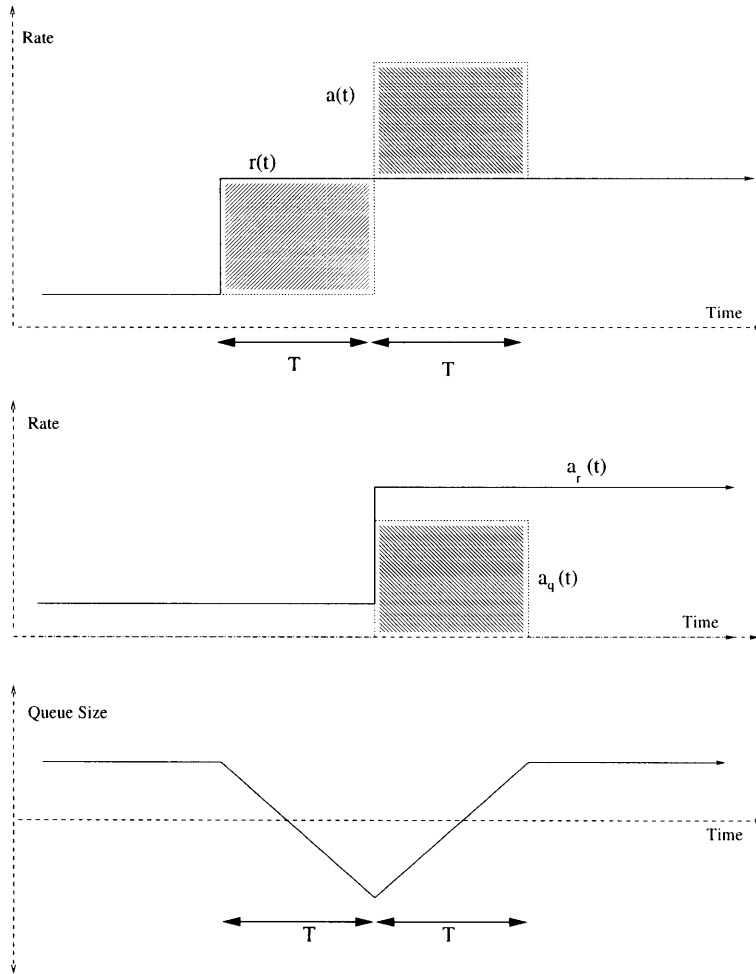 Rate
a(t)
r(t)
Time
T
T
Rate
a_r (t)
a_q (t)
Time
Queue Size
Time
T
T